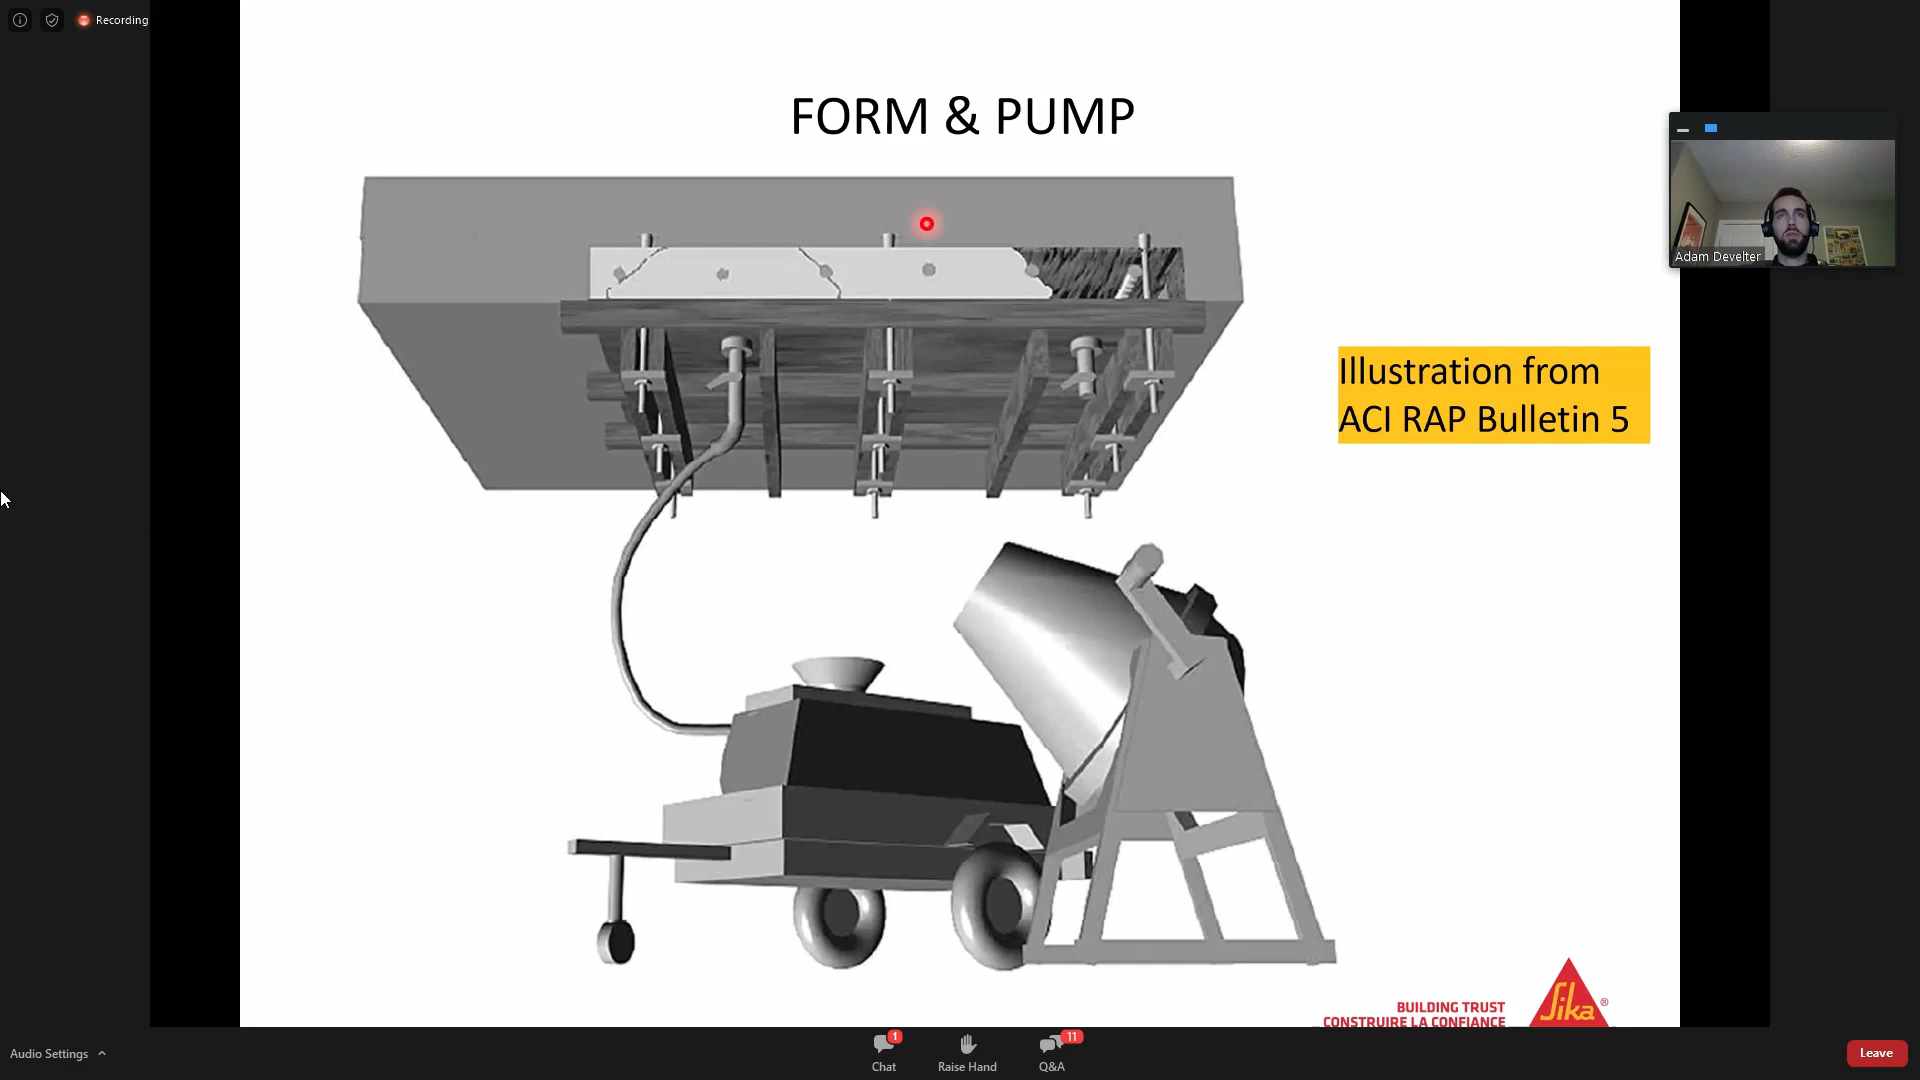 Recording
FORM & PUMP
Adam Develter
Illustration from
ACI RAP Bulletin 5
BUILDING TRUST
CONSTRUIRE LA CONFIANCE
Sika®
Audio Settings
1
Chat
Raise Hand
11
Q&A
Leave